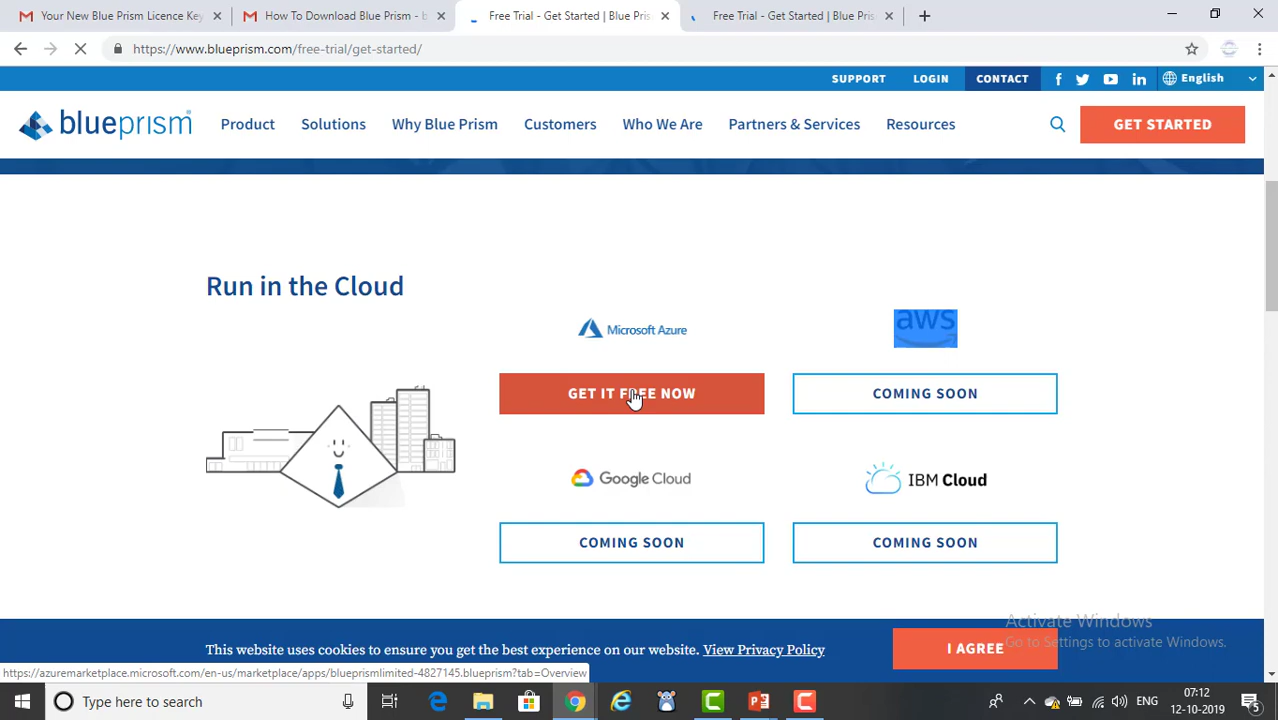 Your New Blue Prism Licence Key
How To Download Blue Prism - b
Free Trial - Get Started | Blue Pris
Free Trial - Get Started | Blue Pris
https://www.blueprism.com/free-trial/get-started/
SUPPORT
LOGIN
CONTACT
English
blueprism
Product
Solutions
Why Blue Prism
Customers
Who We Are
Partners & Services
Resources
GET STARTED
Run in the Cloud
Microsoft Azure
aws
GET IT FREE NOW
COMING SOON
Google Cloud
IBM Cloud
COMING SOON
COMING SOON
Activate Windows
Go to Settings to activate Windows.
This website uses cookies to ensure you get the best experience on our website. View Privacy Policy
I AGREE
https://azuremarketplace.microsoft.com/en-us/marketplace/apps/blueprismlimited-4827145.blueprism?tab=Overview
Type here to search
ENG
07:12
12-10-2019
5